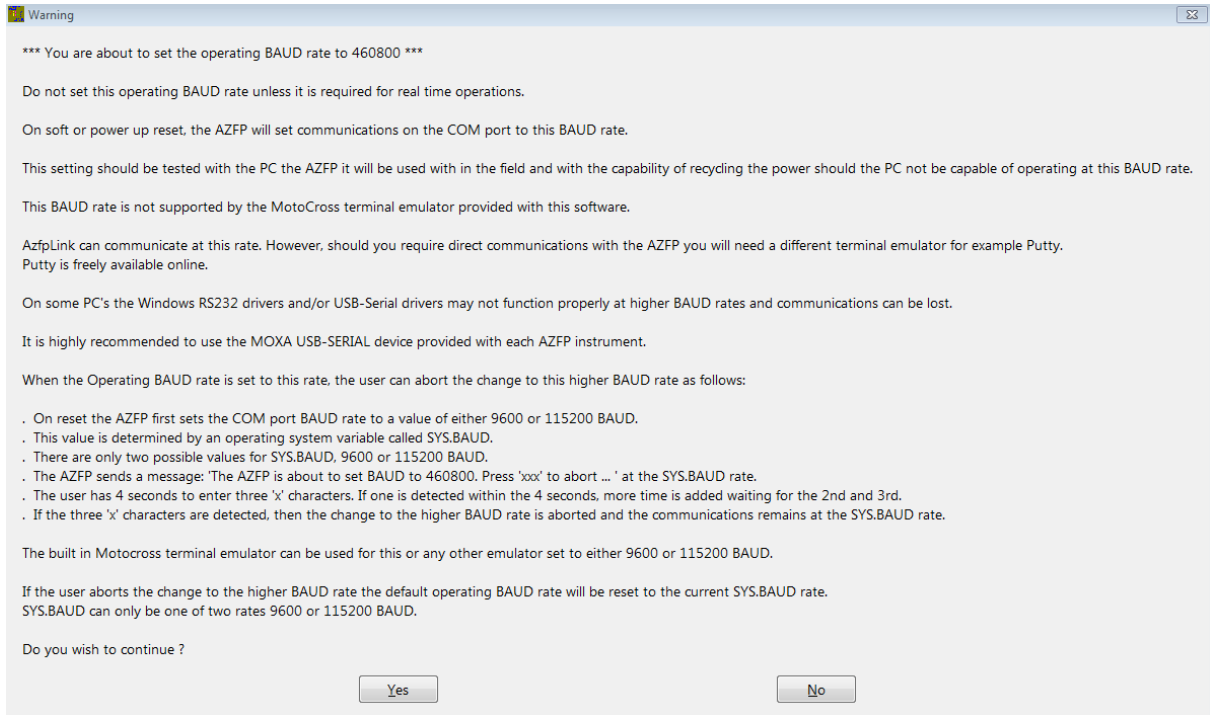 Warning
*** You are about to set the operating BAUD rate to 460800 ***
Do not set this operating BAUD rate unless it is required for real time operations.
On soft or power up reset, the AZFP will set communications on the COM port to this BAUD rate.
This setting should be tested with the PC the AZFP it will be used with in the field and with the capability of recycling the power should the PC not be capable of operating at this BAUD rate.
This BAUD rate is not supported by the MotoCross terminal emulator provided with this software.
AzfpLink can communicate at this rate. However, should you require direct communications with the AZFP you will need a different terminal emulator for example Putty.
Putty is freely available online.
On some PC's the Windows RS232 drivers and/or USB-Serial drivers may not function properly at higher BAUD rates and communications can be lost.
It is highly recommended to use the MOXA USB-SERIAL device provided with each AZFP instrument.
When the Operating BAUD rate is set to this rate, the user can abort the change to this higher BAUD rate as follows:
. On reset the AZFP first sets the COM port BAUD rate to a value of either 9600 or 115200 BAUD.
. This value is determined by an operating system variable called SYS.BAUD.
. There are only two possible values for SYS.BAUD, 9600 or 115200 BAUD.
. The AZFP sends a message: 'The AZFP is about to set BAUD to 460800. Press 'xxx' to abort ... ' at the SYS.BAUD rate.
. The user has 4 seconds to enter three 'x' characters. If one is detected within the 4 seconds, more time is added waiting for the 2nd and 3rd.
. If the three 'x' characters are detected, then the change to the higher BAUD rate is aborted and the communications remains at the SYS.BAUD rate.
The built in Motocross terminal emulator can be used for this or any other emulator set to either 9600 or 115200 BAUD.
If the user aborts the change to the higher BAUD rate the default operating BAUD rate will be reset to the current SYS.BAUD rate.
SYS.BAUD can only be one of two rates 9600 or 115200 BAUD.
Do you wish to continue ?
Yes No